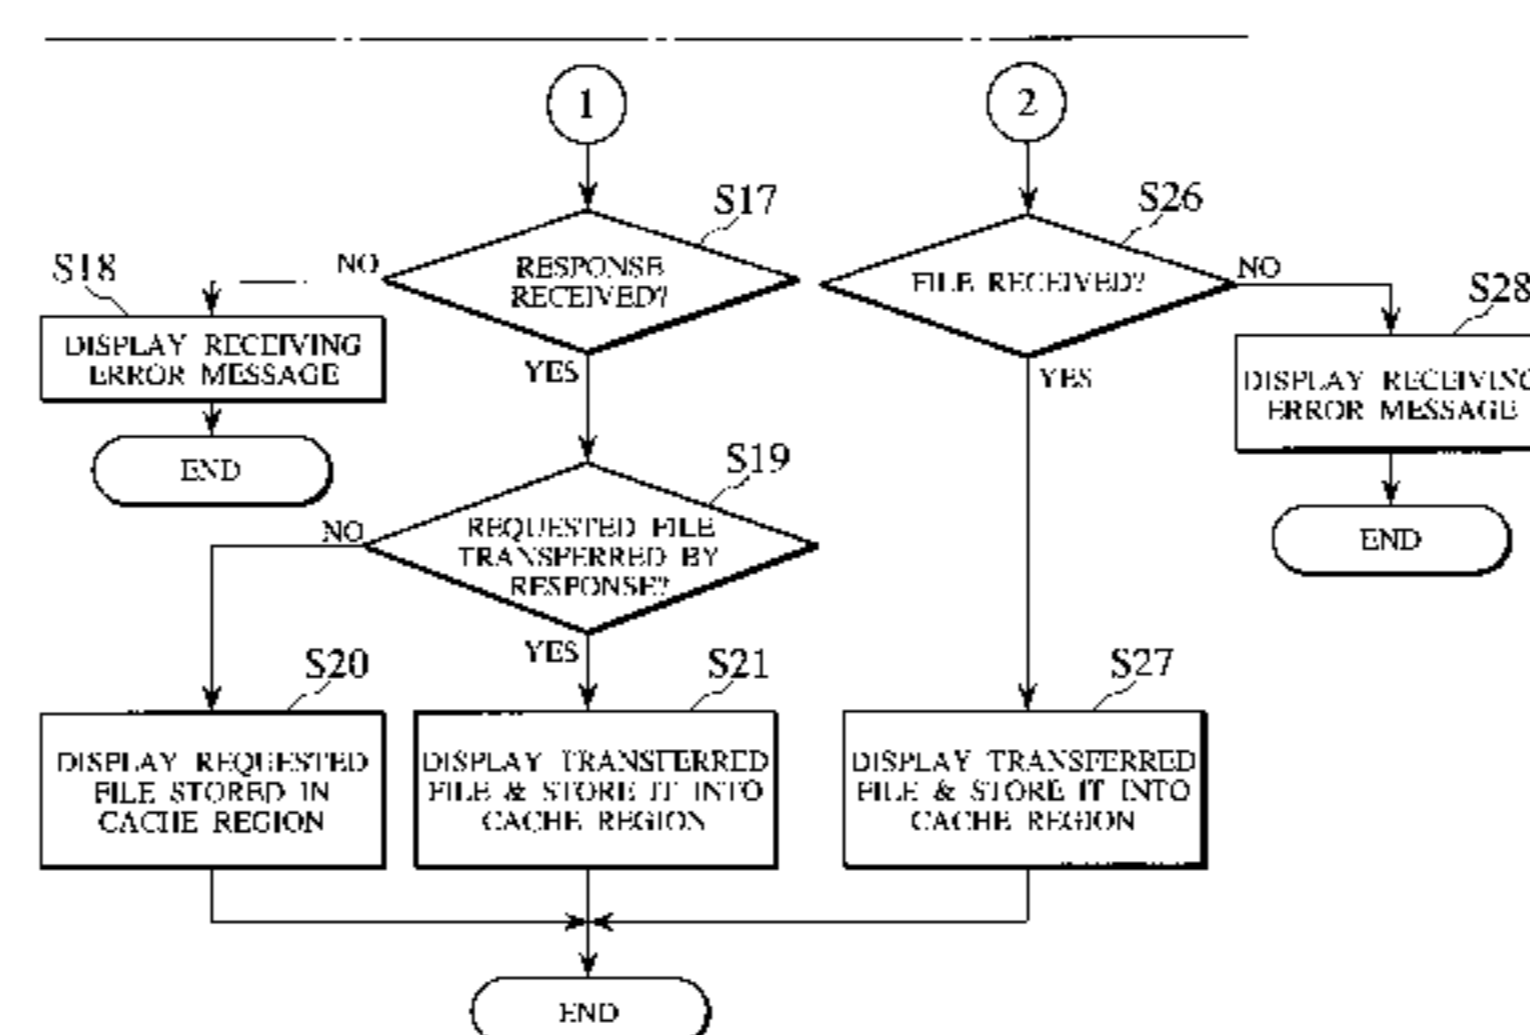 1
2
S17
S26
NO
RESPONSE
RECEIVED?
FILE RECEIVED?
NO
S18
S28
DISPLAY RECEIVING
ERROR MESSAGE
YES
YES
DISPLAY RECEIVING
ERROR MESSAGE
END
S19
NO
REQUESTED FILE
TRANSFERRED BY
RESPONSE?
END
YES
S20
S21
S27
DISPLAY REQUESTED
FILE STORED IN
CACHE REGION
DISPLAY TRANSFERRED
FILE & STORE IT INTO
CACHE REGION
DISPLAY TRANSFERRED
FILE & STORE IT INTO
CACHE REGION
END